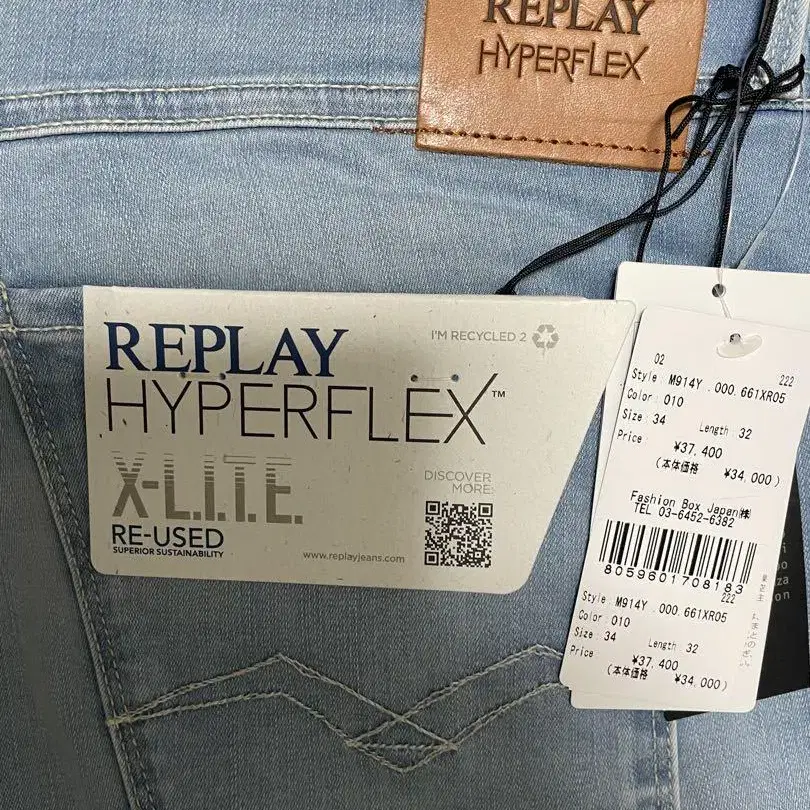 REPLAY
HYPERFLEX
REPLAY
I'M RECYCLED 2
HYPERFLEX™
X-L.I.T.E.
RE-USED
SUPERIOR SUSTAINABILITY
DISCOVER
MORE:
www.replayjeans.com
02
222
Style M914Y .000.661XR05
Color 010
Size 34 Length 32
Price ¥37,400
(本体価格 ¥34,000)
Fashion Box Japan㈱
TEL 03-6452-6382
8059601708183
222
Style M914Y .000.661XR05
Color 010
Size 34 Length 32
Price ¥37,400
(本体価格 ¥34,000)